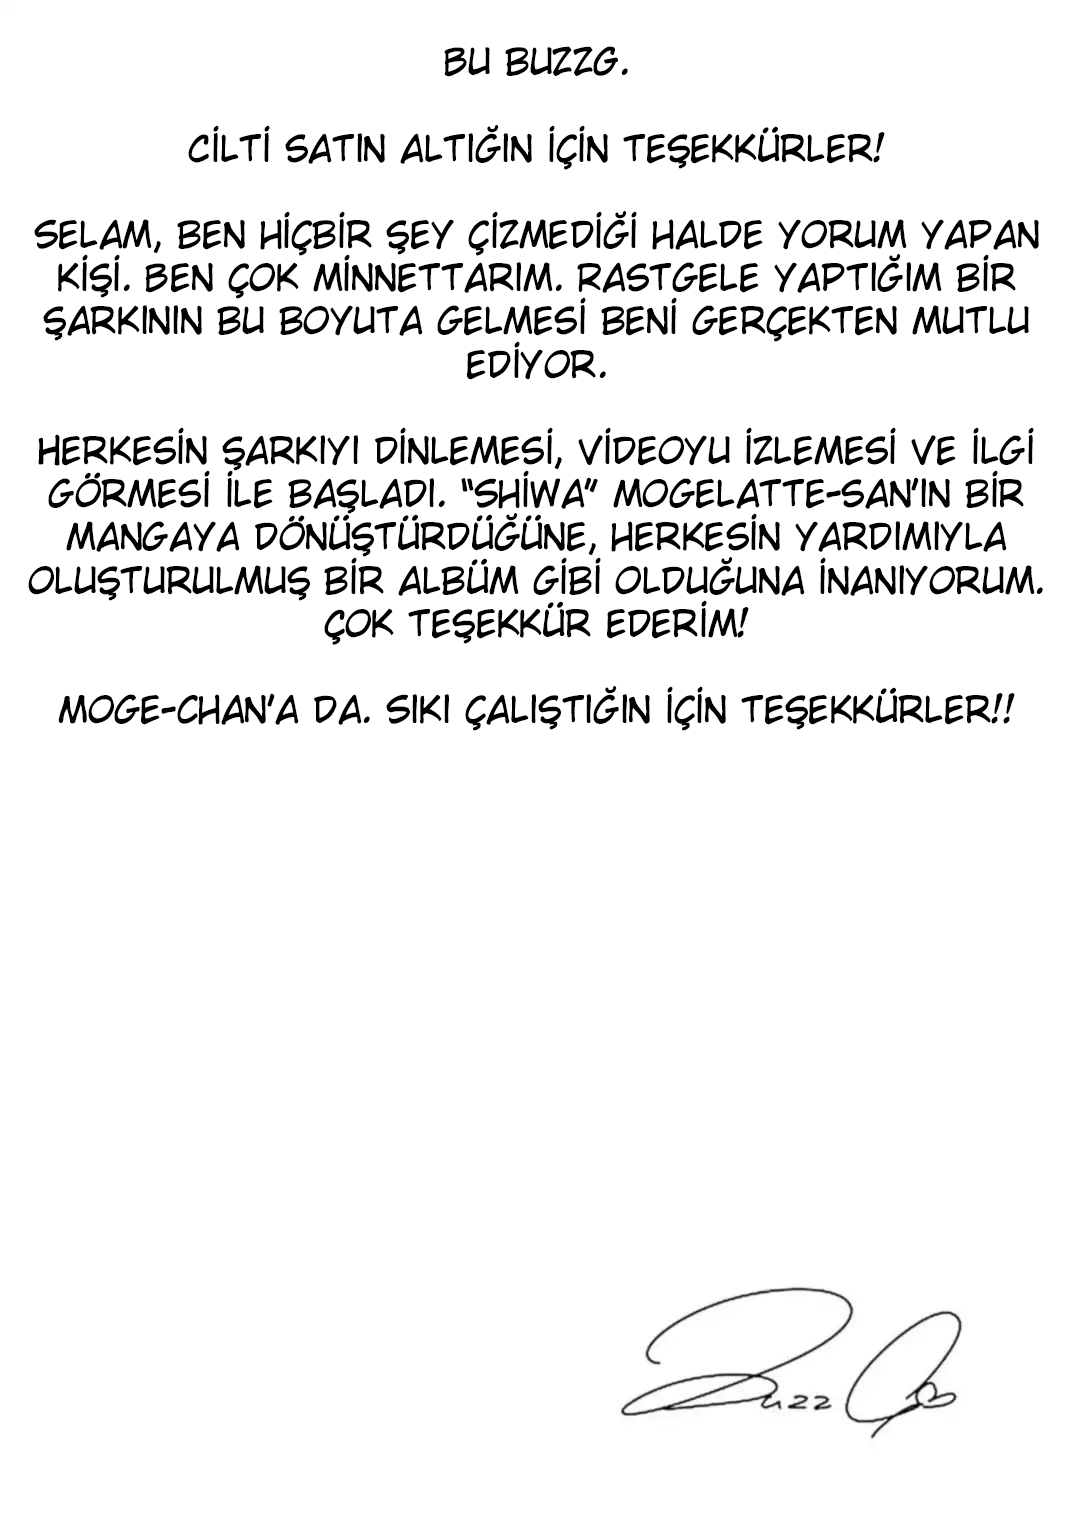 BU BUZZG.
CİLTİ SATIN ALTIĞIN İÇİN TEŞEKKÜRLER!
SELAM, BEN HİÇBİR ŞEY ÇİZMEDİĞİ HALDE YORUM YAPAN
KİŞİ. BEN ÇOK MİNNETTARIM. RASTGELE YAPTIĞIM BİR
ŞARKININ BU BOYUTA GELMESİ BENİ GERÇEKTEN MUTLU
EDİYOR.
HERKESİN ŞARKIYI DİNLEMESİ, VİDEOYU İZLEMESİ VE İLGİ
GÖRMESİ İLE BAŞLADI. "SHİWA" MOGELATTE-SAN'IN BİR
MANGAYA DÖNÜŞTÜRDÜĞÜNE, HERKESİN YARDIMIYLA
OLUŞTURULMUŞ BİR ALBÜM GİBİ OLDUĞUNA İNANIYORUM.
ÇOK TEŞEKKÜR EDERİM!
MOGE-CHAN'A DA. SIKI ÇALIŞTIĞIN İÇİN TEŞEKKÜRLER!!